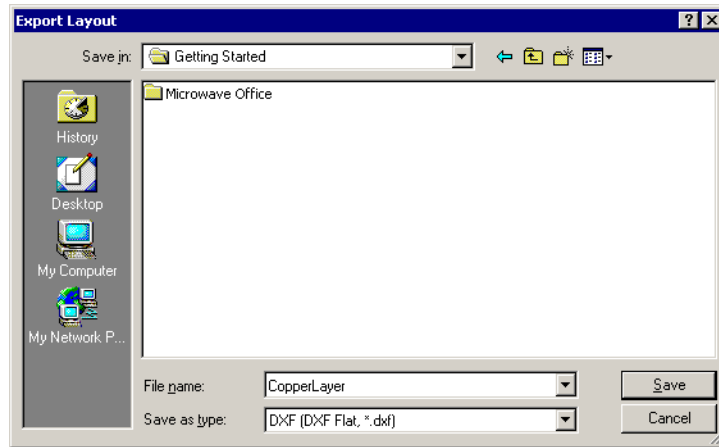 Export Layout
Save in: Getting Started
Microwave Office
History
Desktop
My Computer
My Network P...
File name: CopperLayer Save
Save as type: DXF (DXF Flat, *.dxf) Cancel